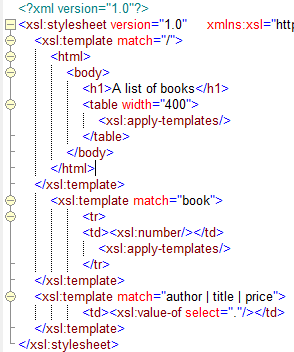 <?xml version="1.0"?>
<xsl:stylesheet version="1.0" xmlns:xsl="http
<xsl:template match="/">
<html>
<body>
<h1>A list of books</h1>
<table width="400">
<xsl:apply-templates/>
</table>
</body>
</html>
</xsl:template>
<xsl:template match="book">
<tr>
<td><xsl:number/></td>
<xsl:apply-templates/>
</tr>
</xsl:template>
<xsl:template match="author | title | price">
<td><xsl:value-of select="."/></td>
</xsl:template>
</xsl:stylesheet>